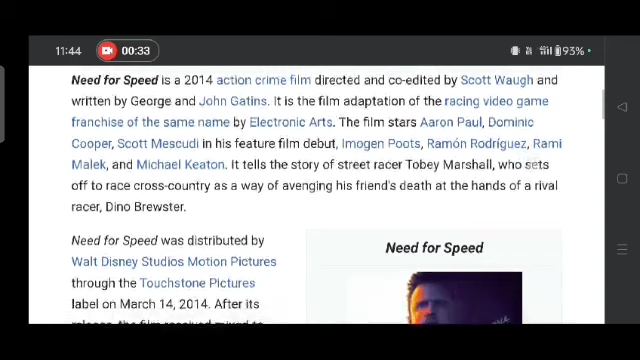 11:44
00:33
93%
Need for Speed is a 2014 action crime film directed and co-edited by Scott Waugh and
written by George and John Gatins. It is the film adaptation of the racing video game
franchise of the same name by Electronic Arts. The film stars Aaron Paul, Dominic
Cooper, Scott Mescudi in his feature film debut, Imogen Poots, Ramón Rodríguez, Rami
Malek, and Michael Keaton. It tells the story of street racer Tobey Marshall, who sets
off to race cross-country as a way of avenging his friend's death at the hands of a rival
racer, Dino Brewster.
Need for Speed was distributed by
Walt Disney Studios Motion Pictures
through the Touchstone Pictures
label on March 14, 2014. After its
release, the film received mixed to
Need for Speed